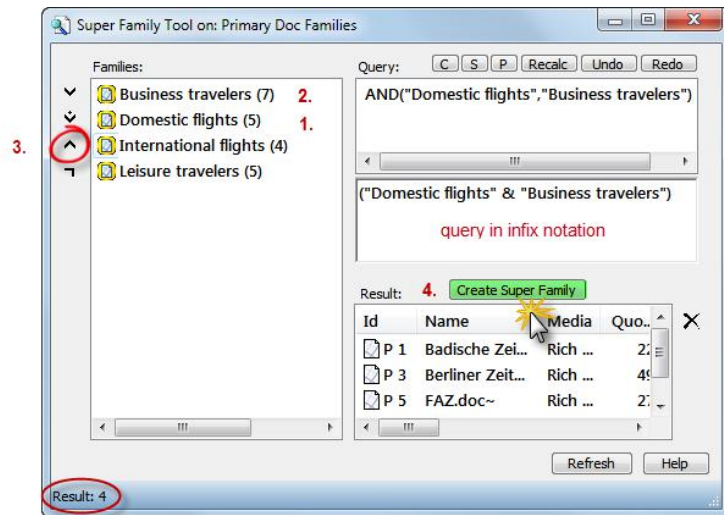 Super Family Tool on: Primary Doc Families
Families:
Business travelers (7) 2.
Domestic flights (5) 1.
3. International flights (4)
Leisure travelers (5)
Query: C S P Recalc Undo Redo
AND("Domestic flights","Business travelers")
("Domestic flights" & "Business travelers")
query in infix notation
Result: 4. Create Super Family
Id Name Media Quo..
P 1 Badische Zei... Rich ...
P 3 Berliner Zeit... Rich ...
P 5 FAZ.doc~ Rich ...
Refresh Help
Result: 4